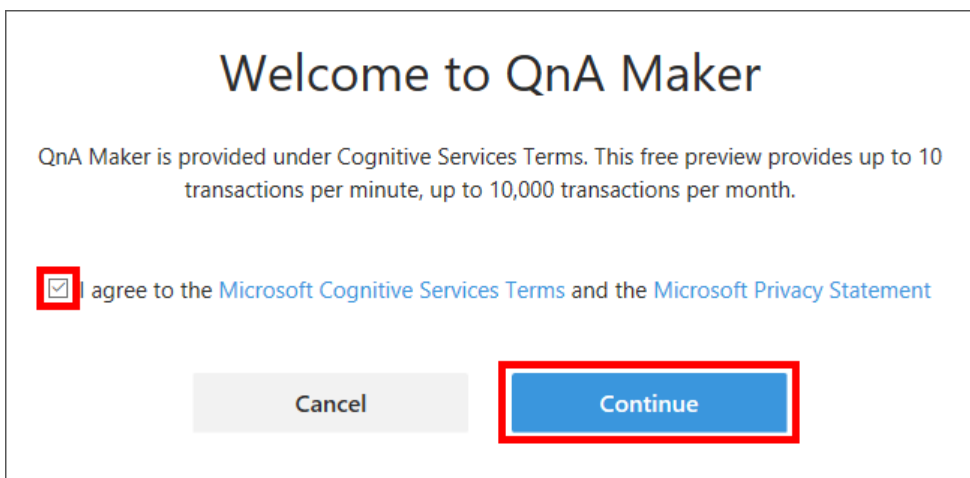 Welcome to QnA Maker
QnA Maker is provided under Cognitive Services Terms. This free preview provides up to 10
transactions per minute, up to 10,000 transactions per month.
I agree to the Microsoft Cognitive Services Terms and the Microsoft Privacy Statement
Cancel Continue